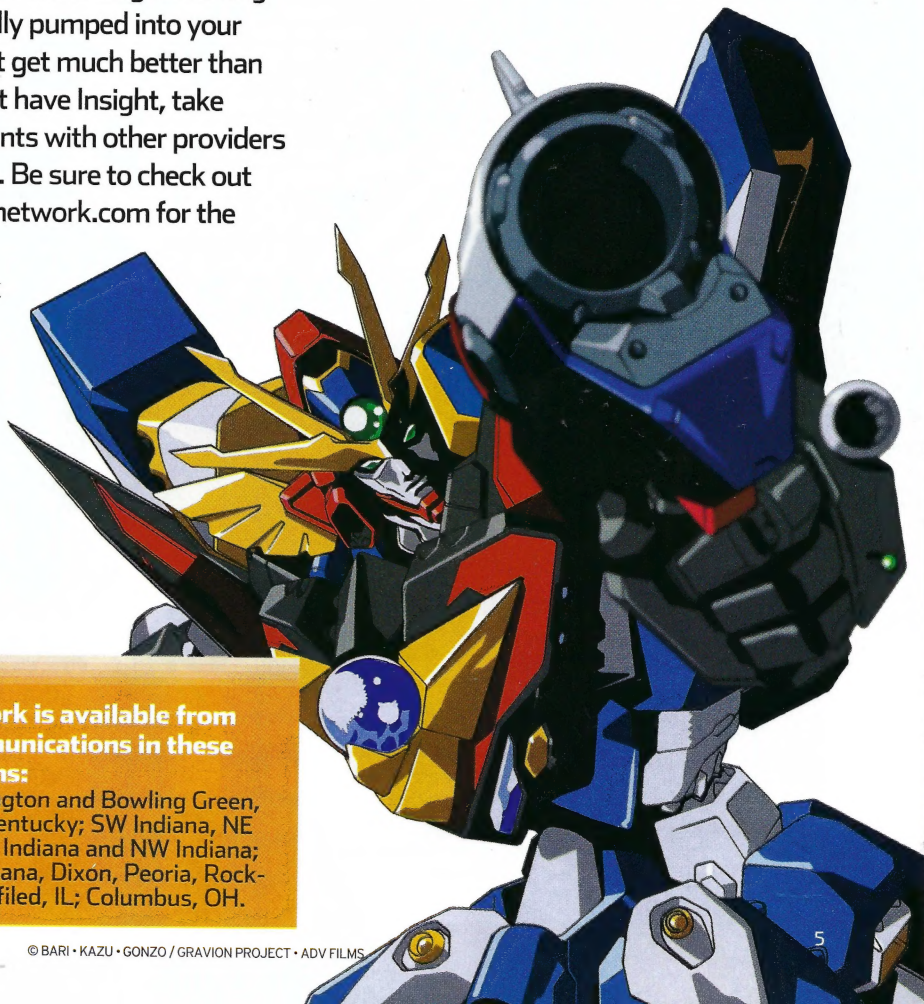 lly pumped into your
t get much better than
t have Insight, take
nts with other providers
. Be sure to check out
network.com for the
rk is available from
munications in these
ns:
gton and Bowling Green,
entucky; SW Indiana, NE
Indiana and NW Indiana;
ana, Dixon, Peoria, Rock-
filed, IL; Columbus, OH.
© BARI • KAZU • GONZO / GRAVION PROJECT • ADV FILMS
5